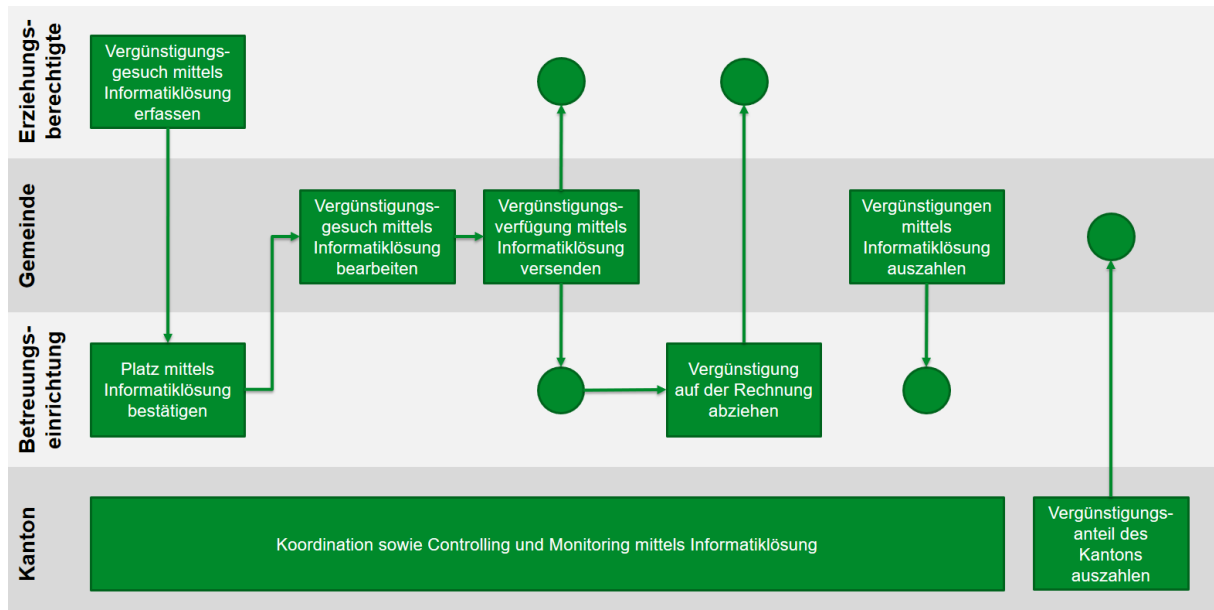 Erziehungs-
berechtigte
Vergünstigungs-
gesuch mittels
Informatiklösung
erfassen
Gemeinde
Vergünstigungs-
gesuch mittels
Informatiklösung
bearbeiten
Vergünstigungs-
verfügung mittels
Informatiklösung
versenden
Vergünstigungen
mittels
Informatiklösung
auszahlen
Betreuungs-
einrichtung
Platz mittels
Informatiklösung
bestätigen
Vergünstigung
auf der Rechnung
abziehen
Kanton
Koordination sowie Controlling und Monitoring mittels Informatiklösung
Vergünstigungs-
anteil des
Kantons
auszahlen